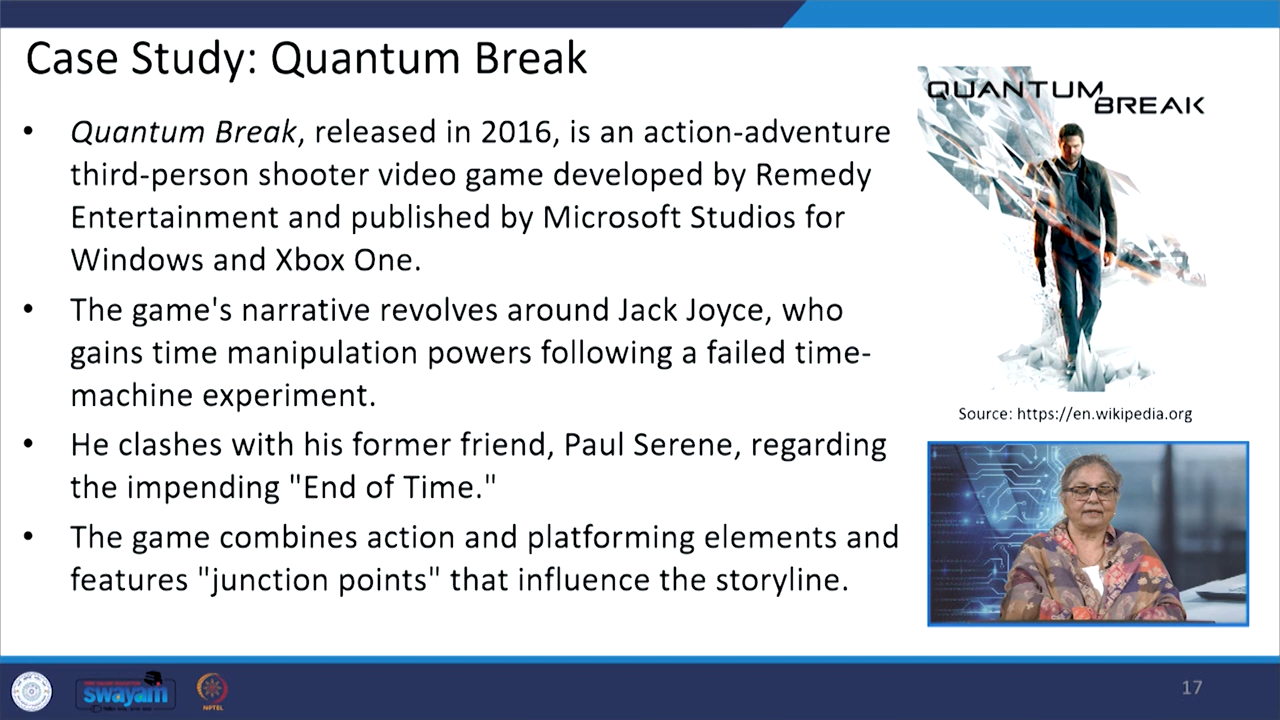 Case Study: Quantum Break
• Quantum Break, released in 2016, is an action-adventure
third-person shooter video game developed by Remedy
Entertainment and published by Microsoft Studios for
Windows and Xbox One.
• The game's narrative revolves around Jack Joyce, who
gains time manipulation powers following a failed time-
machine experiment.
• He clashes with his former friend, Paul Serene, regarding
the impending "End of Time."
• The game combines action and platforming elements and
features "junction points" that influence the storyline.
QUANTUM
BREAK
Source: https://en.wikipedia.org
swayam
NPTEL
17